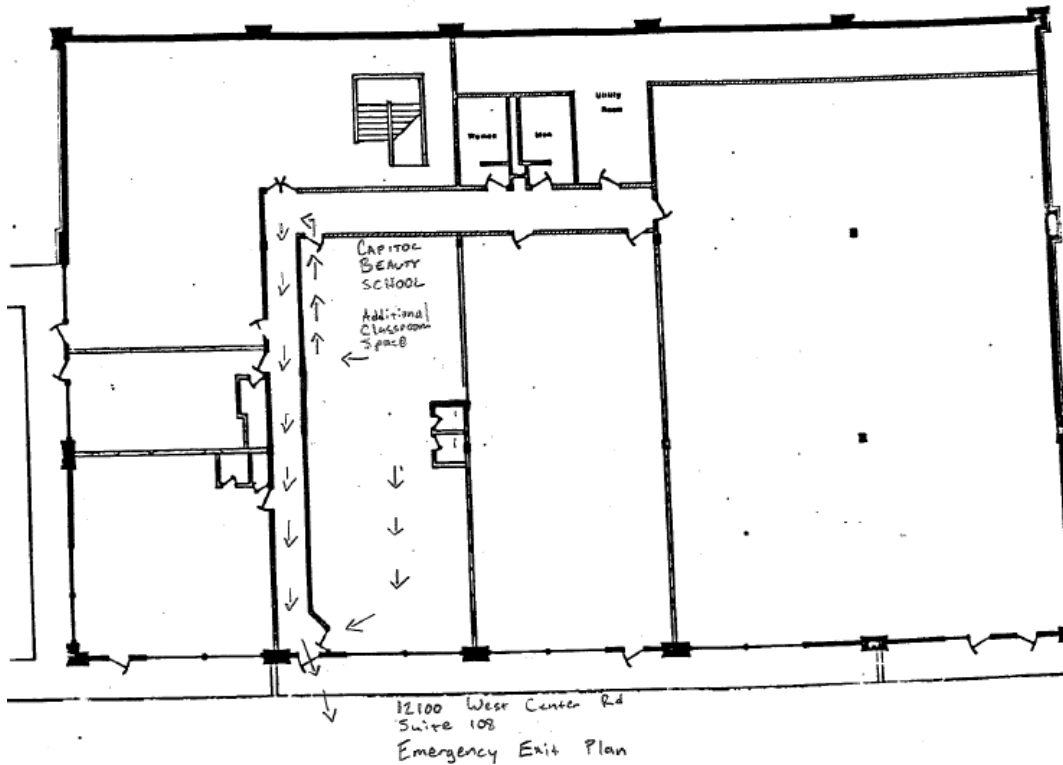 Utility
Room
Women
Men
CAPITOL
BEAUTY
SCHOOL
Additional
Classroom
Space
12100 West Center Rd
Suite 108
Emergency Exit Plan